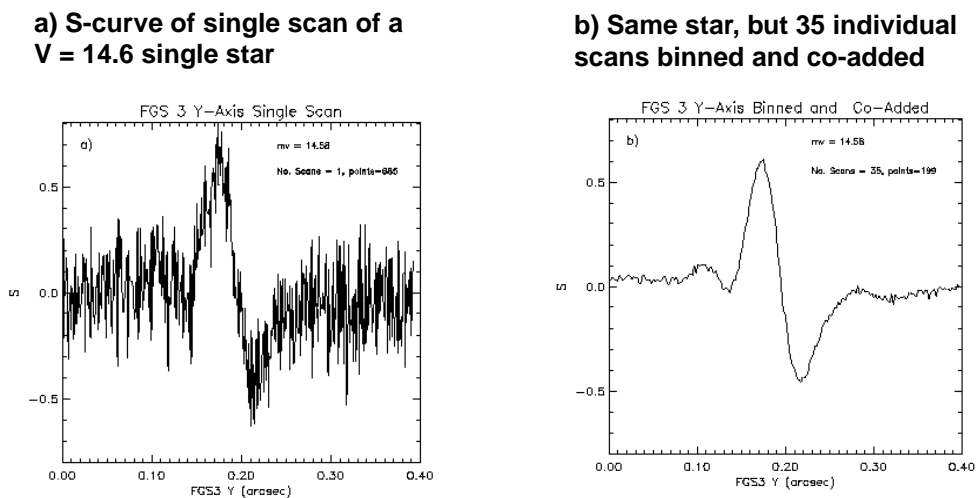 a) S-curve of single scan of a
V = 14.6 single star
b) Same star, but 35 individual
scans binned and co-added
FGS 3 Y-Axis Single Scan
a)
mv = 14.58
No. Scans = 1, points=685
0.5
0.0
-0.5
S
0.00
0.10
0.20
0.30
0.40
FGS3 Y (arcsec)
FGS 3 Y-Axis Binned and Co-Added
b)
mv = 14.58
No. Scans = 35, points=199
0.5
0.0
-0.5
S
0.00
0.10
0.20
0.30
0.40
FGS3 Y (arcsec)